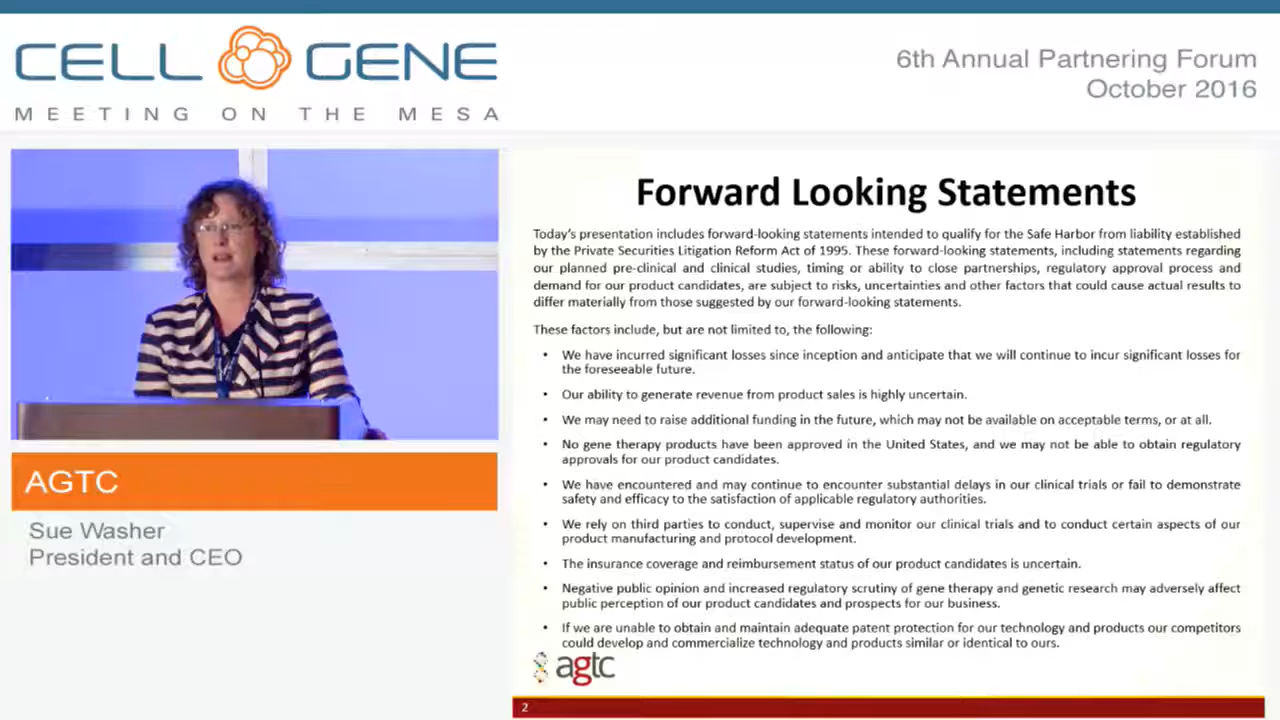 CELL GENE
MEETING ON THE MESA
6th Annual Partnering Forum
October 2016
AGTC
Sue Washer
President and CEO
Forward Looking Statements
Today's presentation includes forward-looking statements intended to qualify for the Safe Harbor from liability established
by the Private Securities Litigation Reform Act of 1995. These forward-looking statements, including statements regarding
our planned pre-clinical and clinical studies, timing or ability to close partnerships, regulatory approval process and
demand for our product candidates, are subject to risks, uncertainties and other factors that could cause actual results to
differ materially from those suggested by our forward-looking statements.
These factors include, but are not limited to, the following:
• We have incurred significant losses since inception and anticipate that we will continue to incur significant losses for
the foreseeable future.
• Our ability to generate revenue from product sales is highly uncertain.
• We may need to raise additional funding in the future, which may not be available on acceptable terms, or at all.
• No gene therapy products have been approved in the United States, and we may not be able to obtain regulatory
approvals for our product candidates.
• We have encountered and may continue to encounter substantial delays in our clinical trials or fail to demonstrate
safety and efficacy to the satisfaction of applicable regulatory authorities.
• We rely on third parties to conduct, supervise and monitor our clinical trials and to conduct certain aspects of our
product manufacturing and protocol development.
• The insurance coverage and reimbursement status of our product candidates is uncertain.
• Negative public opinion and increased regulatory scrutiny of gene therapy and genetic research may adversely affect
public perception of our product candidates and prospects for our business.
• If we are unable to obtain and maintain adequate patent protection for our technology and products our competitors
could develop and commercialize technology and products similar or identical to ours.
agtc
2